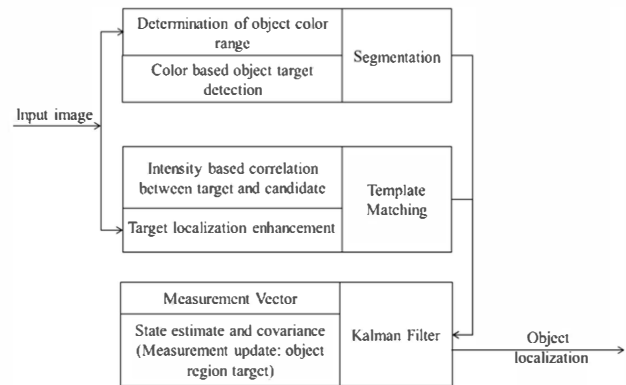 Determination of object color
range
Color based object target
detection
Segmentation
Input image
Intensity based correlation
between target and candidate
Target localization enhancement
Template
Matching
Measurement Vector
State estimate and covariance
(Measurement update: object
region target)
Kalman Filter
Object
localization